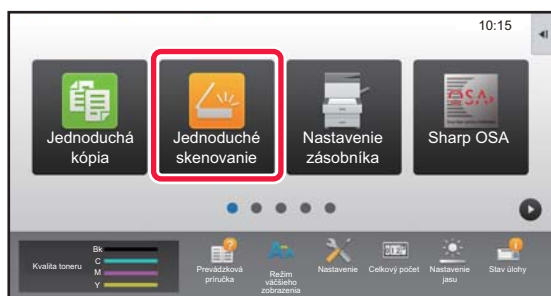 10:15
Jednoduchá
kópia
Jednoduché
skenovanie
Nastavenie
zásobníka
OSA
Sharp OSA
Kvalita toneru
Bk
C
M
Y
Prevádzková
príručka
Režim
väčšieho
zobrazenia
Nastavenie
Celkový počet
Nastavenie
jasu
Stav úlohy